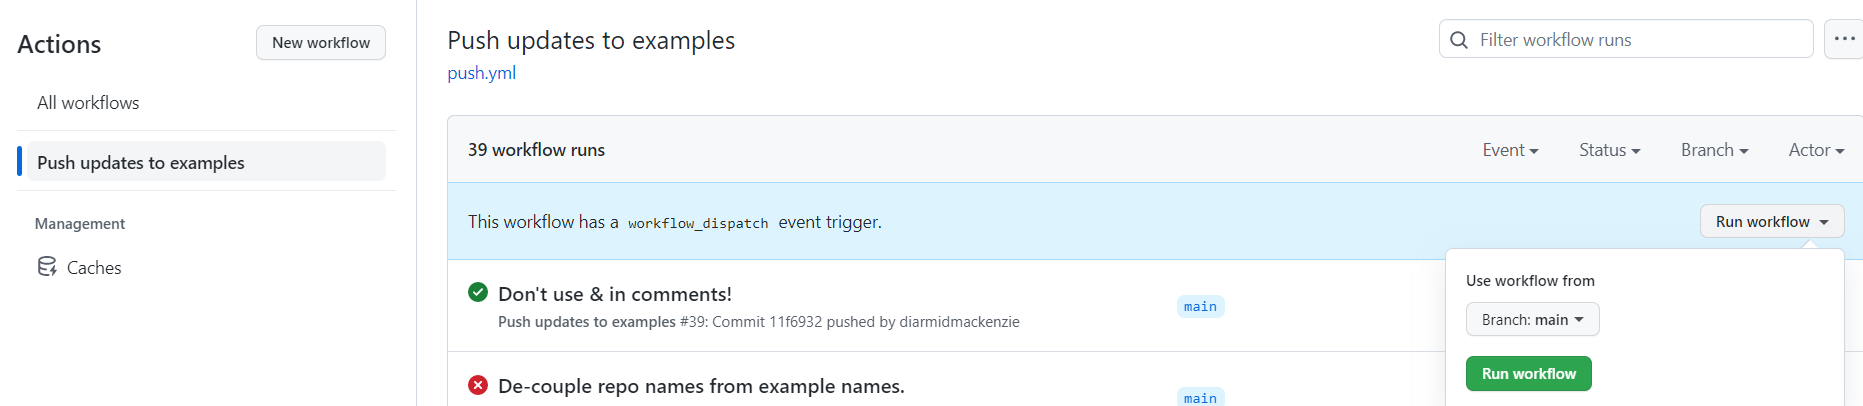 Actions
New workflow
All workflows
Push updates to examples
Management
Caches
Push updates to examples
push.yml
Filter workflow runs
39 workflow runs
Event
Status
Branch
Actor
This workflow has a workflow_dispatch event trigger.
Run workflow
Use workflow from
Branch: main
Run workflow
Don't use & in comments!
Push updates to examples #39: Commit 11f6932 pushed by diarmidmackenzie
main
De-couple repo names from example names.
main